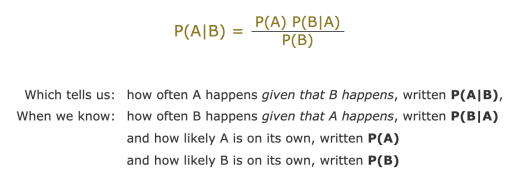 P(A|B) = P(A) P(B|A) / P(B)
Which tells us: how often A happens given that B happens, written P(A|B),
When we know: how often B happens given that A happens, written P(B|A)
and how likely A is on its own, written P(A)
and how likely B is on its own, written P(B)